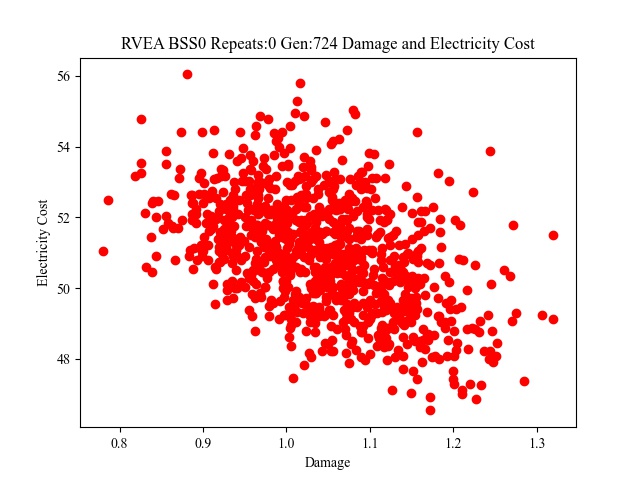 RVEA BSS0 Repeats:0 Gen:724 Damage and Electricity Cost
56
54
52
50
48
Electricity Cost
0.8 0.9 1.0 1.1 1.2 1.3
Damage